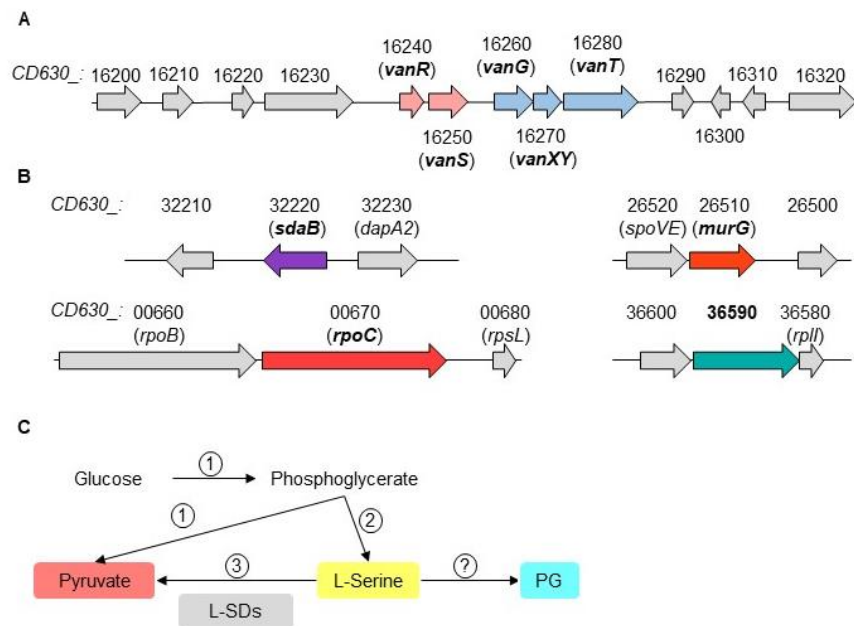 A
16240 16260 16280
CD630_: 16200 16210 16220 16230 (vanR) (vanG) (vanT) 16290 16310 16320
16250 16270 16300
(vanS) (vanXY)
B
CD630_: 32210 32220 32230 26520 26510 26500
(sdaB) (dapA2) (spoVE) (murG)
CD630_: 00660 00670 00680 36600 36590 36580
(rpoB) (rpoC) (rpsL) (rplI)
C
Glucose 1 Phosphoglycerate
1 2
Pyruvate 3 L-Serine ? PG
L-SDs